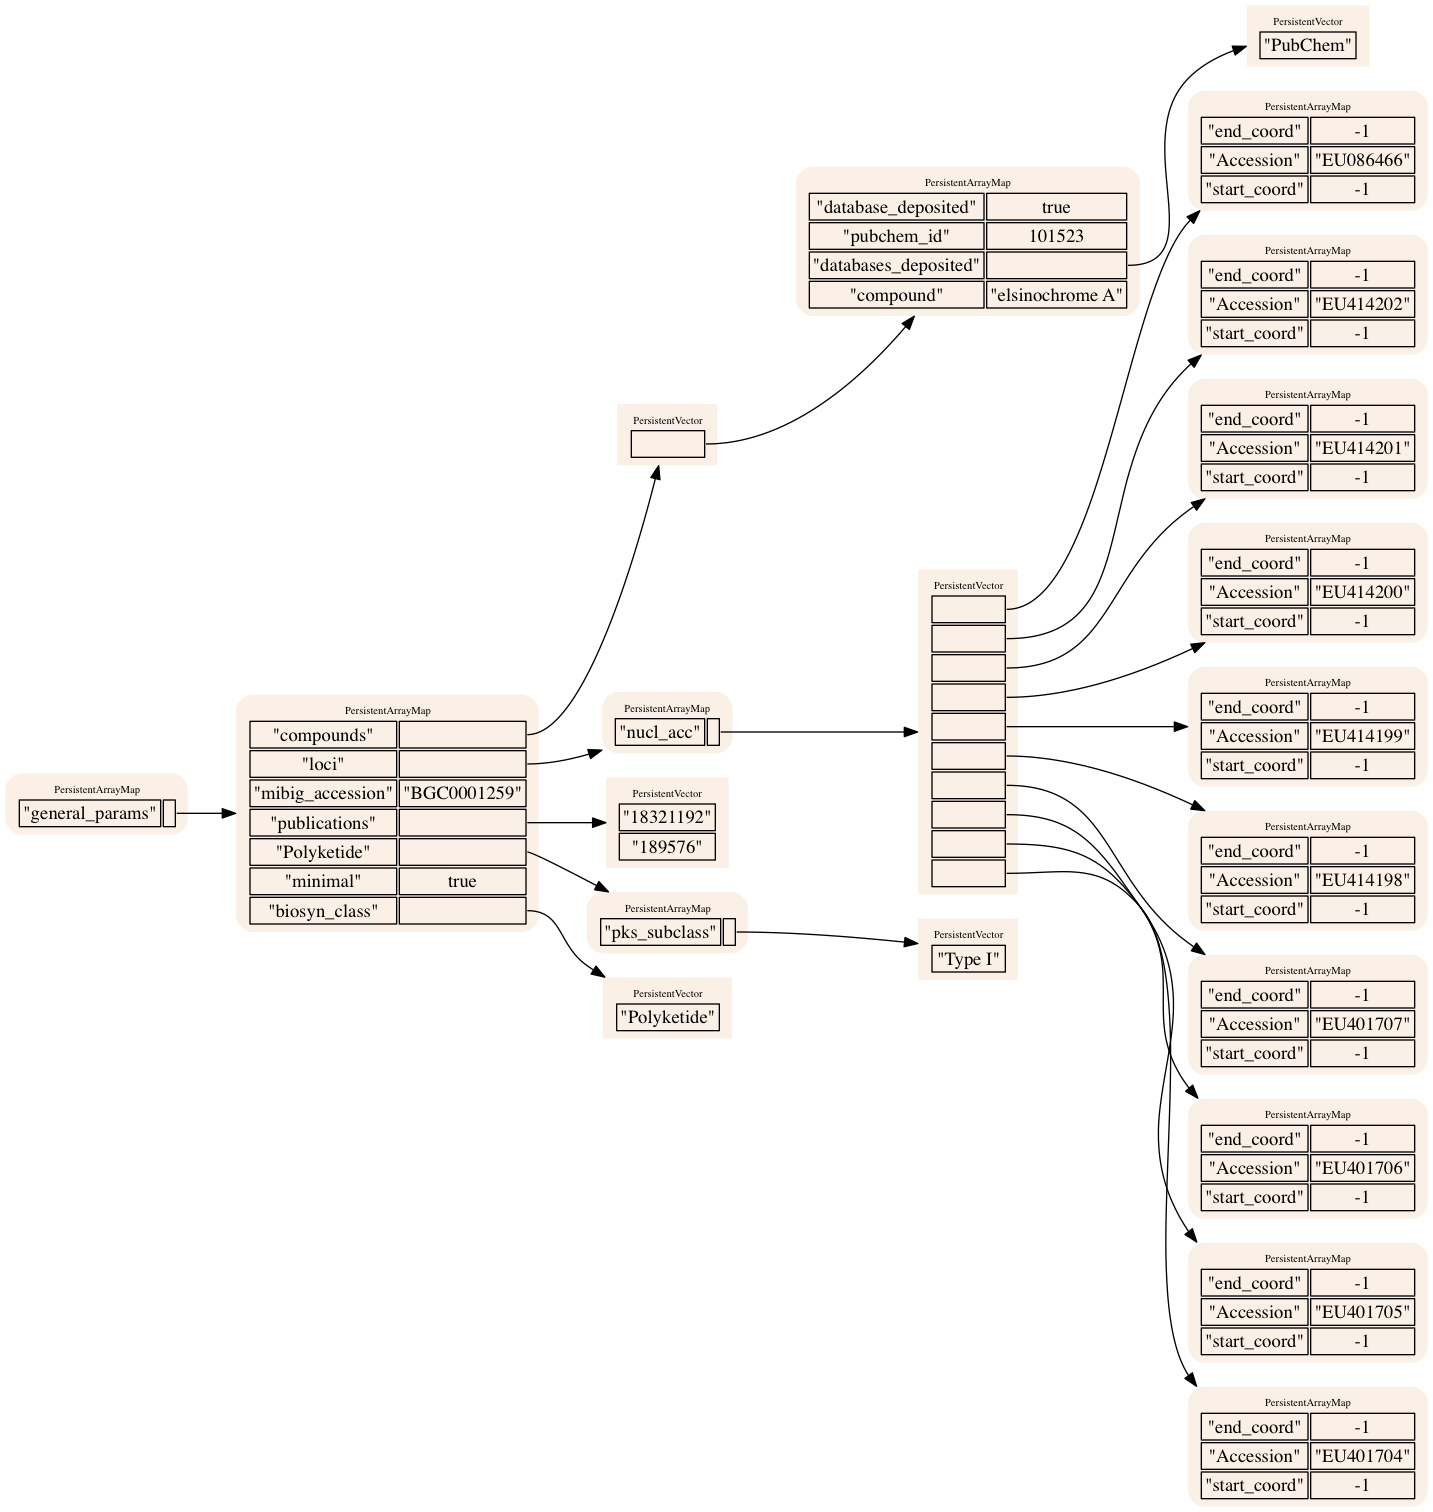 PersistentArrayMap
"general_params"
PersistentArrayMap
"compounds"
"loci"
"mibig_accession" "BGC0001259"
"publications"
"Polyketide"
"minimal" true
"biosyn_class"
PersistentVector
PersistentArrayMap
"nucl_acc"
PersistentVector
"18321192"
"189576"
PersistentArrayMap
"pks_subclass"
PersistentVector
"Polyketide"
PersistentArrayMap
"database_deposited" true
"pubchem_id" 101523
"databases_deposited"
"compound" "elsinochrome A"
PersistentVector
PersistentVector
"Type I"
PersistentVector
"PubChem"
PersistentArrayMap
"end_coord" -1
"Accession" "EU086466"
"start_coord" -1
PersistentArrayMap
"end_coord" -1
"Accession" "EU414202"
"start_coord" -1
PersistentArrayMap
"end_coord" -1
"Accession" "EU414201"
"start_coord" -1
PersistentArrayMap
"end_coord" -1
"Accession" "EU414200"
"start_coord" -1
PersistentArrayMap
"end_coord" -1
"Accession" "EU414199"
"start_coord" -1
PersistentArrayMap
"end_coord" -1
"Accession" "EU414198"
"start_coord" -1
PersistentArrayMap
"end_coord" -1
"Accession" "EU401707"
"start_coord" -1
PersistentArrayMap
"end_coord" -1
"Accession" "EU401706"
"start_coord" -1
PersistentArrayMap
"end_coord" -1
"Accession" "EU401705"
"start_coord" -1
PersistentArrayMap
"end_coord" -1
"Accession" "EU401704"
"start_coord" -1